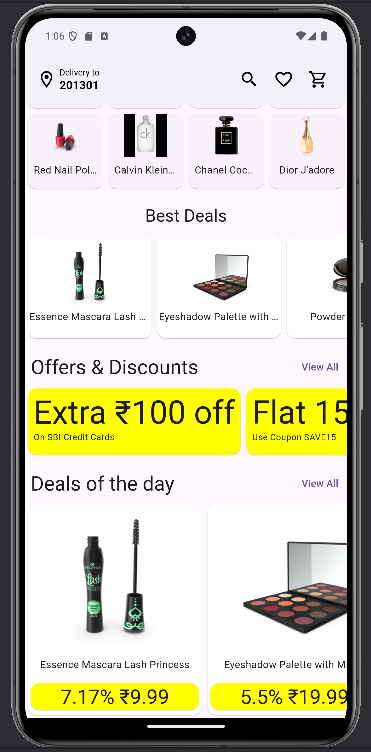 1:06
Delivery to
201301
Red Nail Pol...
Calvin Klein...
Chanel Coc...
Dior J'adore
Best Deals
Essence Mascara Lash ...
Eyeshadow Palette with ...
Powder
Offers & Discounts
View All
Extra ₹100 off
On SBI Credit Cards
Flat 15
Use Coupon SAVE15
Deals of the day
View All
Essence Mascara Lash Princess
Eyeshadow Palette with Mi
7.17% ₹9.99
5.5% ₹19.99